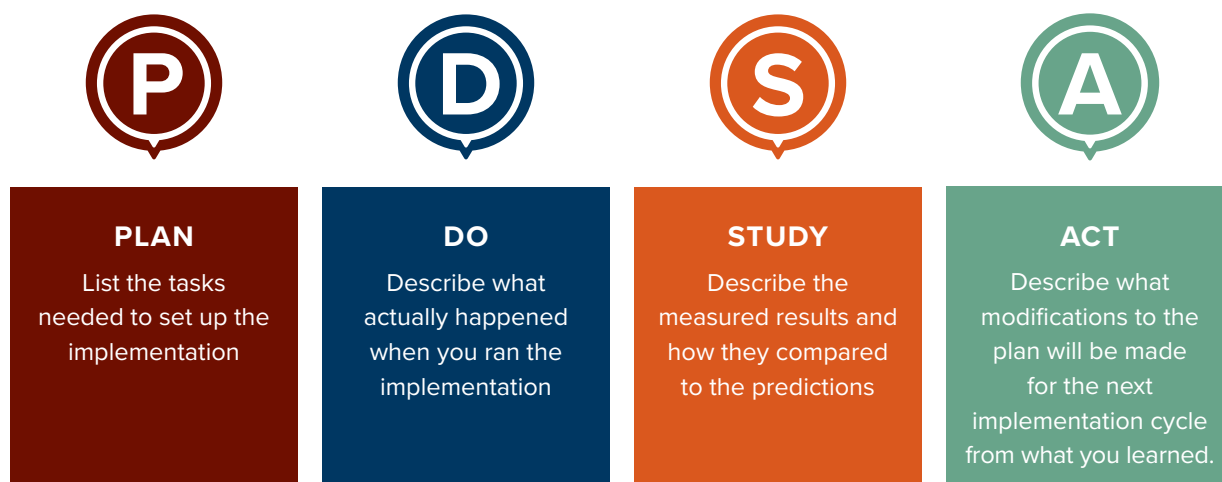 P
D
S
A
PLAN
List the tasks
needed to set up the
implementation
DO
Describe what
actually happened
when you ran the
implementation
STUDY
Describe the
measured results and
how they compared
to the predictions
ACT
Describe what
modifications to the
plan will be made
for the next
implementation cycle
from what you learned.